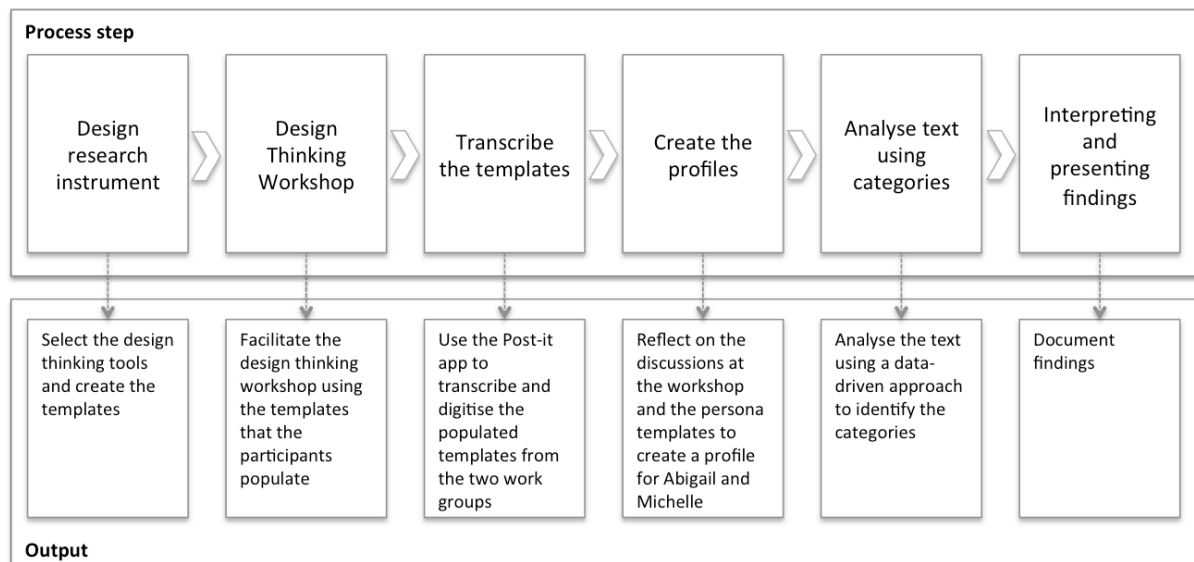 Process step
Design
research
instrument
Design
Thinking
Workshop
Transcribe
the templates
Create the
profiles
Analyse text
using
categories
Interpreting
and
presenting
findings
Select the design
thinking tools
and create the
templates
Facilitate the
design thinking
workshop using
the templates
that the
participants
populate
Use the Post-it
app to
transcribe and
digitise the
populated
templates from
the two work
groups
Reflect on the
discussions at
the workshop
and the persona
templates to
create a profile
for Abigail and
Michelle
Analyse the text
using a data-
driven approach
to identify the
categories
Document
findings
Output